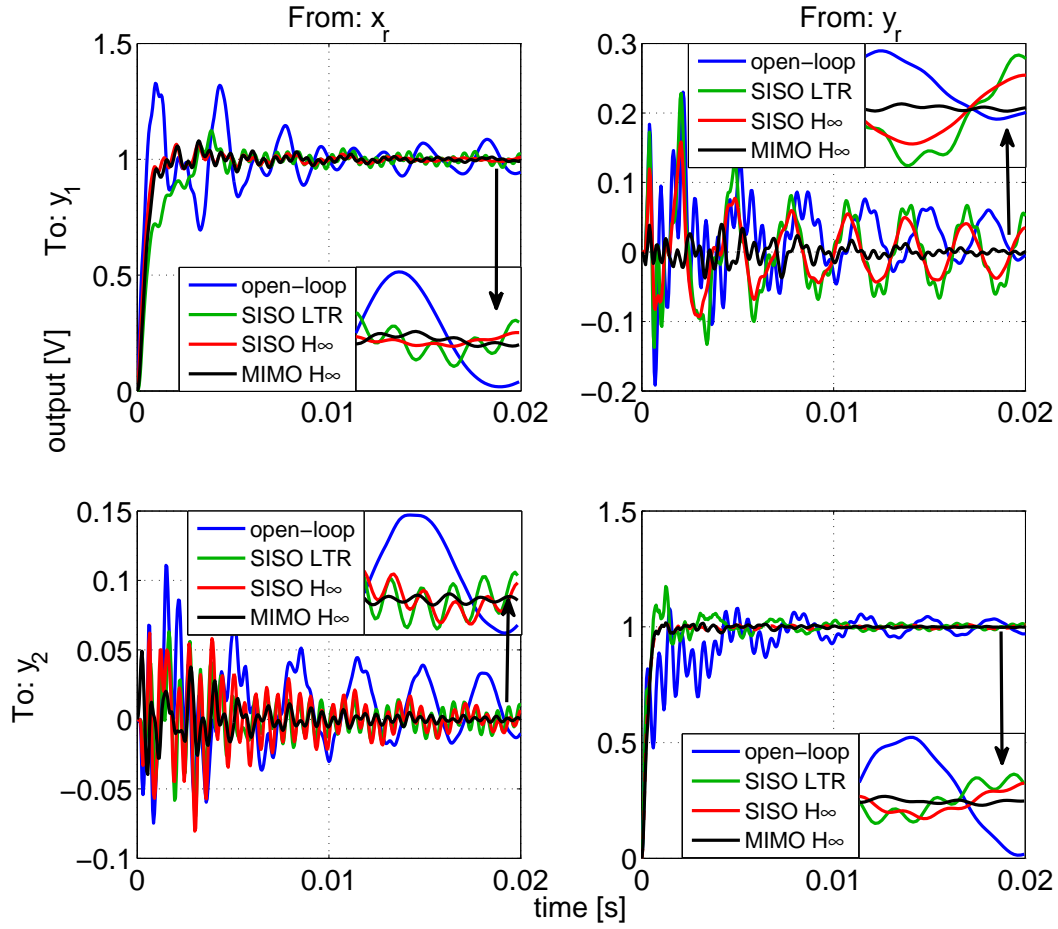 From: x_r
From: y_r
To: y_1
output [V]
1.5
1
0.5
0
0
0.01
0.02
open−loop
SISO LTR
SISO H∞
MIMO H∞
0.3
0.2
0.1
0
−0.1
−0.2
0
0.01
0.02
open−loop
SISO LTR
SISO H∞
MIMO H∞
To: y_2
0.15
0.1
0.05
0
−0.05
−0.1
0
0.01
0.02
open−loop
SISO LTR
SISO H∞
MIMO H∞
1.5
1
0.5
0
0
0.01
0.02
open−loop
SISO LTR
SISO H∞
MIMO H∞
time [s]